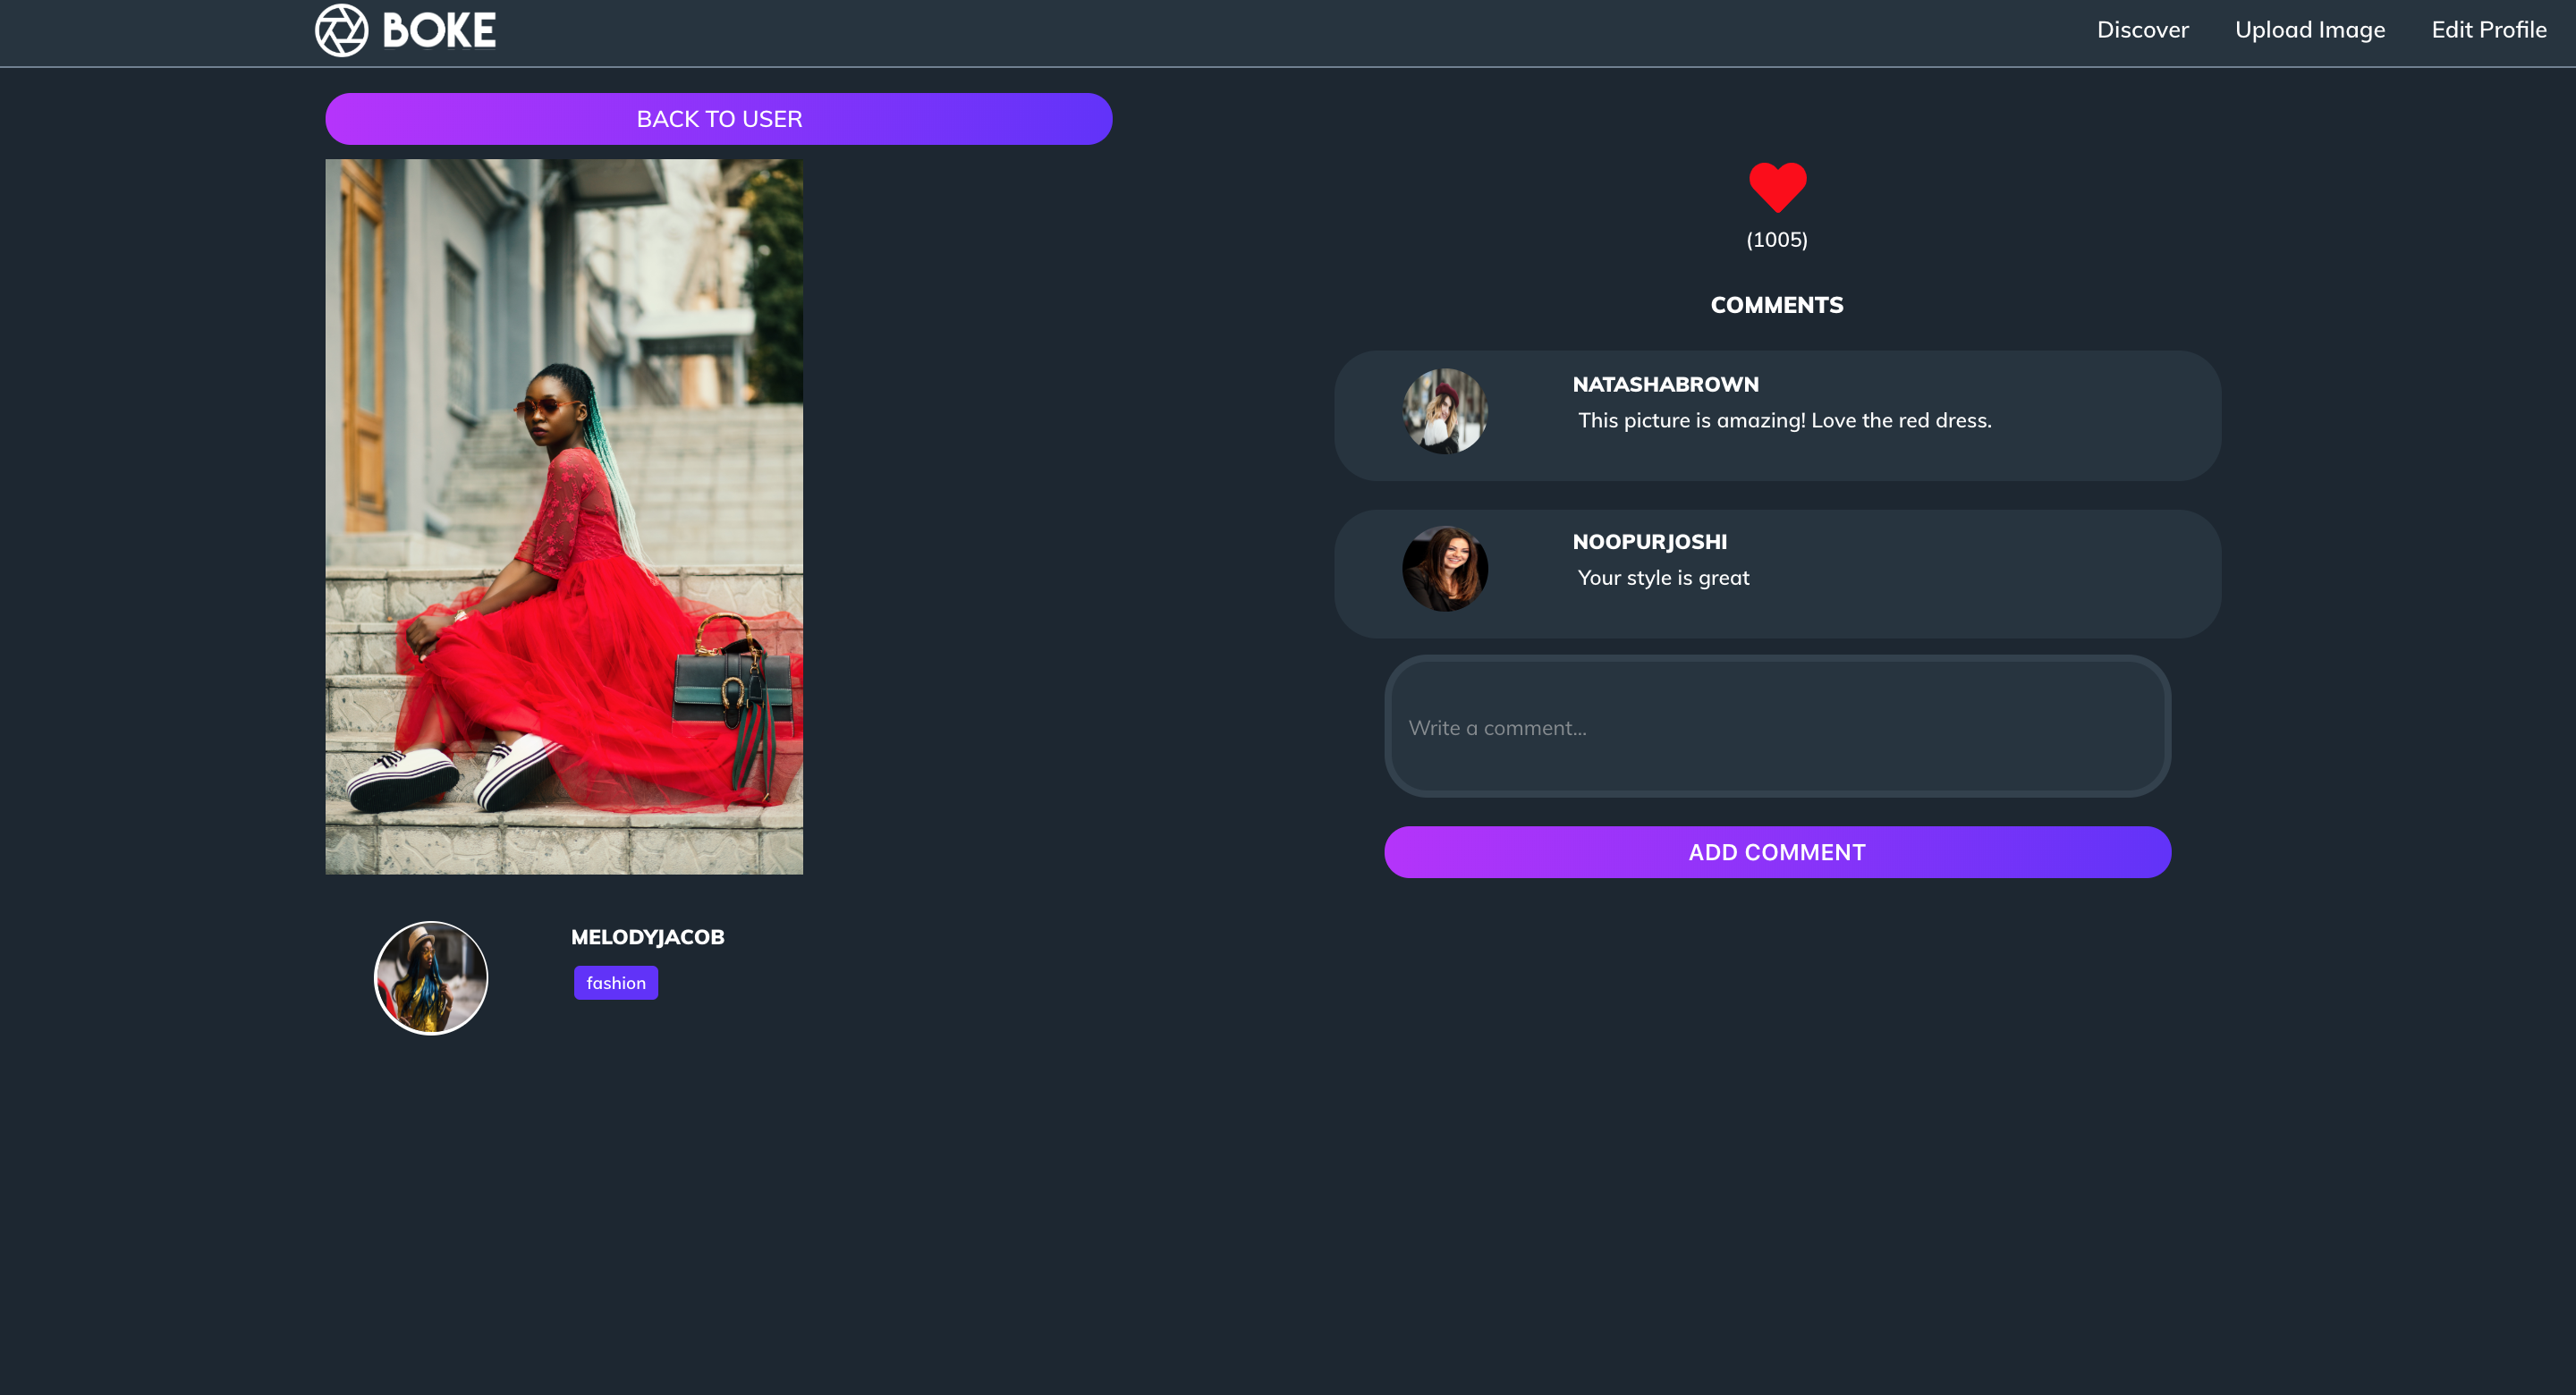 BOKE
Discover
Upload Image
Edit Profile
BACK TO USER
(1005)
COMMENTS
NATASHABROWN
This picture is amazing! Love the red dress.
NOOPURJOSHI
Your style is great
Write a comment...
ADD COMMENT
MELODYJACOB
fashion